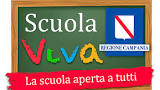 Scuola
Viva
REGIONE CAMPANIA
La scuola aperta a tutti